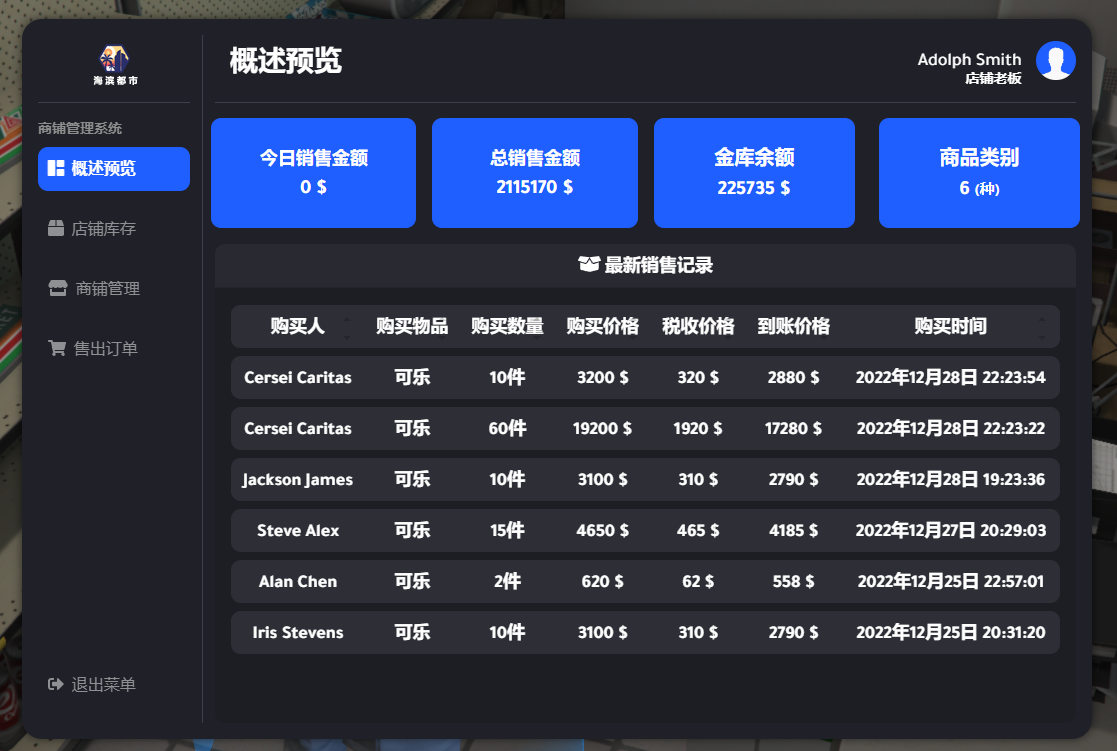 海滨都市
商铺管理系统
概述预览
店铺库存
商铺管理
售出订单
退出菜单
概述预览
Adolph Smith
店铺老板
今日销售金额
0 $
总销售金额
2115170 $
金库余额
225735 $
商品类别
6 (种)
最新销售记录
购买人 购买物品 购买数量 购买价格 税收价格 到账价格 购买时间
Cersei Caritas 可乐 10件 3200 $ 320 $ 2880 $ 2022年12月28日 22:23:54
Cersei Caritas 可乐 60件 19200 $ 1920 $ 17280 $ 2022年12月28日 22:23:22
Jackson James 可乐 10件 3100 $ 310 $ 2790 $ 2022年12月28日 19:23:36
Steve Alex 可乐 15件 4650 $ 465 $ 4185 $ 2022年12月27日 20:29:03
Alan Chen 可乐 2件 620 $ 62 $ 558 $ 2022年12月25日 22:57:01
Iris Stevens 可乐 10件 3100 $ 310 $ 2790 $ 2022年12月25日 20:31:20